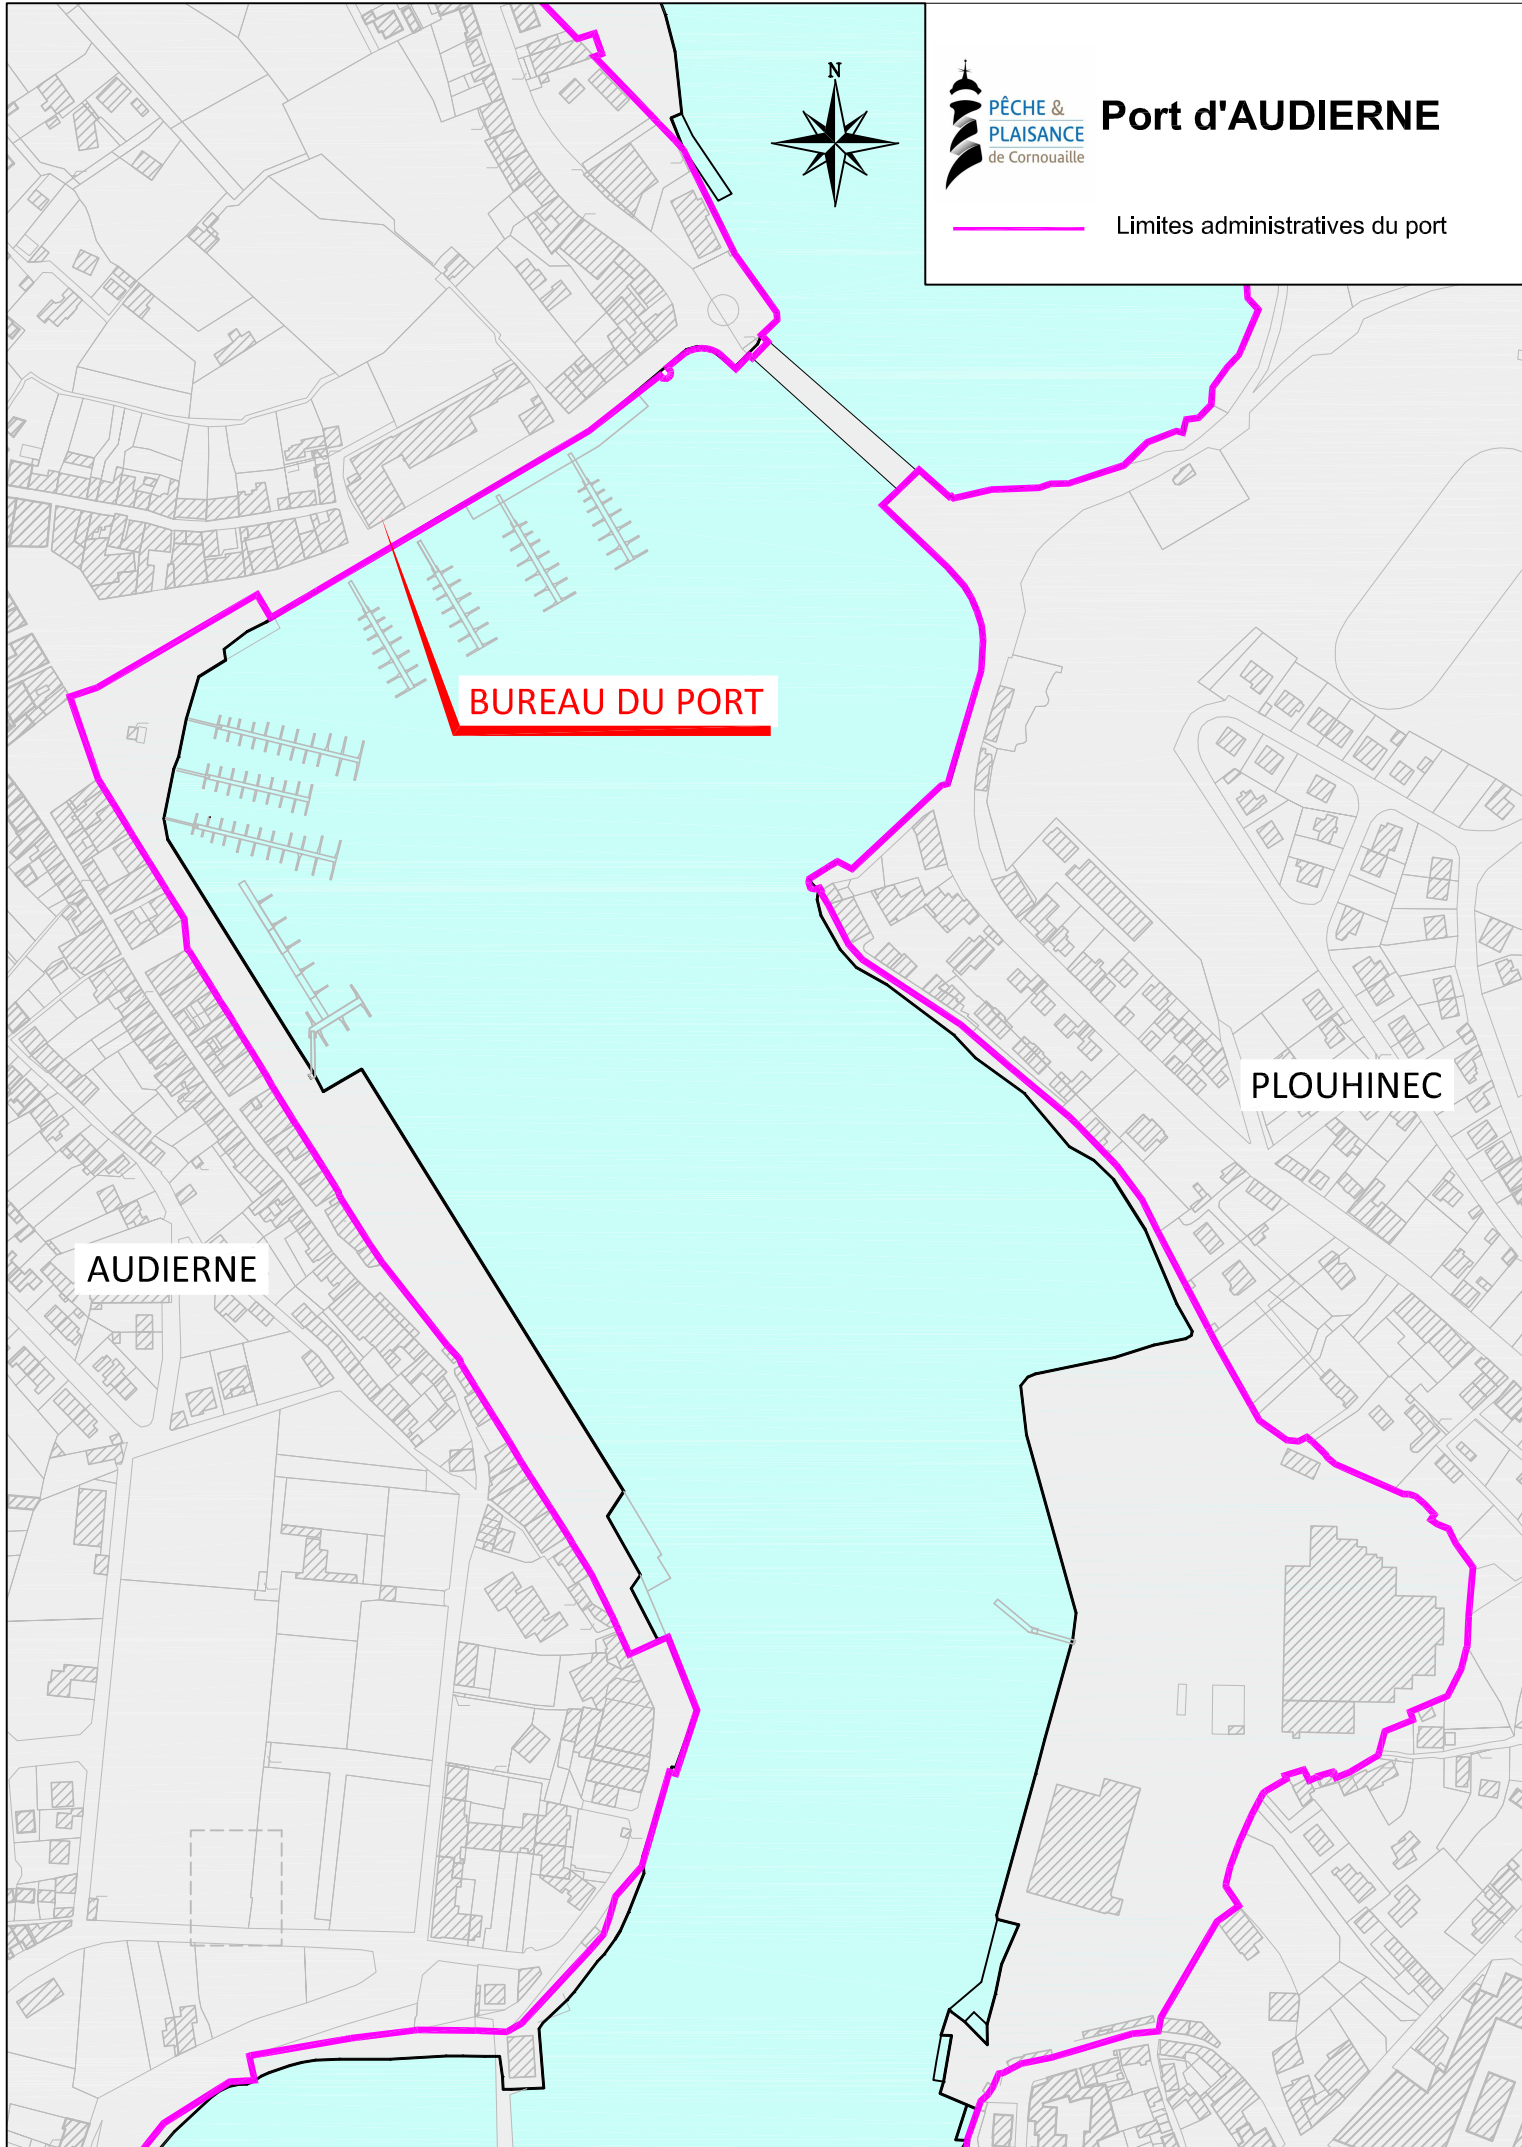 N
PÊCHE &
PLAISANCE
de Cornouaille
Port d'AUDIERNE
Limites administratives du port
BUREAU DU PORT
PLOUHINEC
AUDIERNE